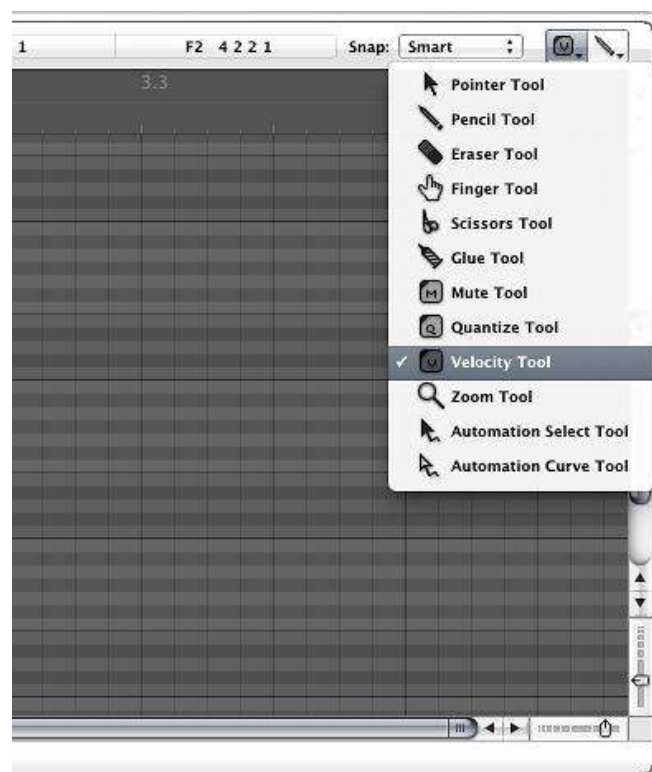 1 F2 4 2 2 1 Snap: Smart V
3.3
Pointer Tool
Pencil Tool
Eraser Tool
Finger Tool
Scissors Tool
Glue Tool
M Mute Tool
Q Quantize Tool
✓ V Velocity Tool
Zoom Tool
Automation Select Tool
Automation Curve Tool